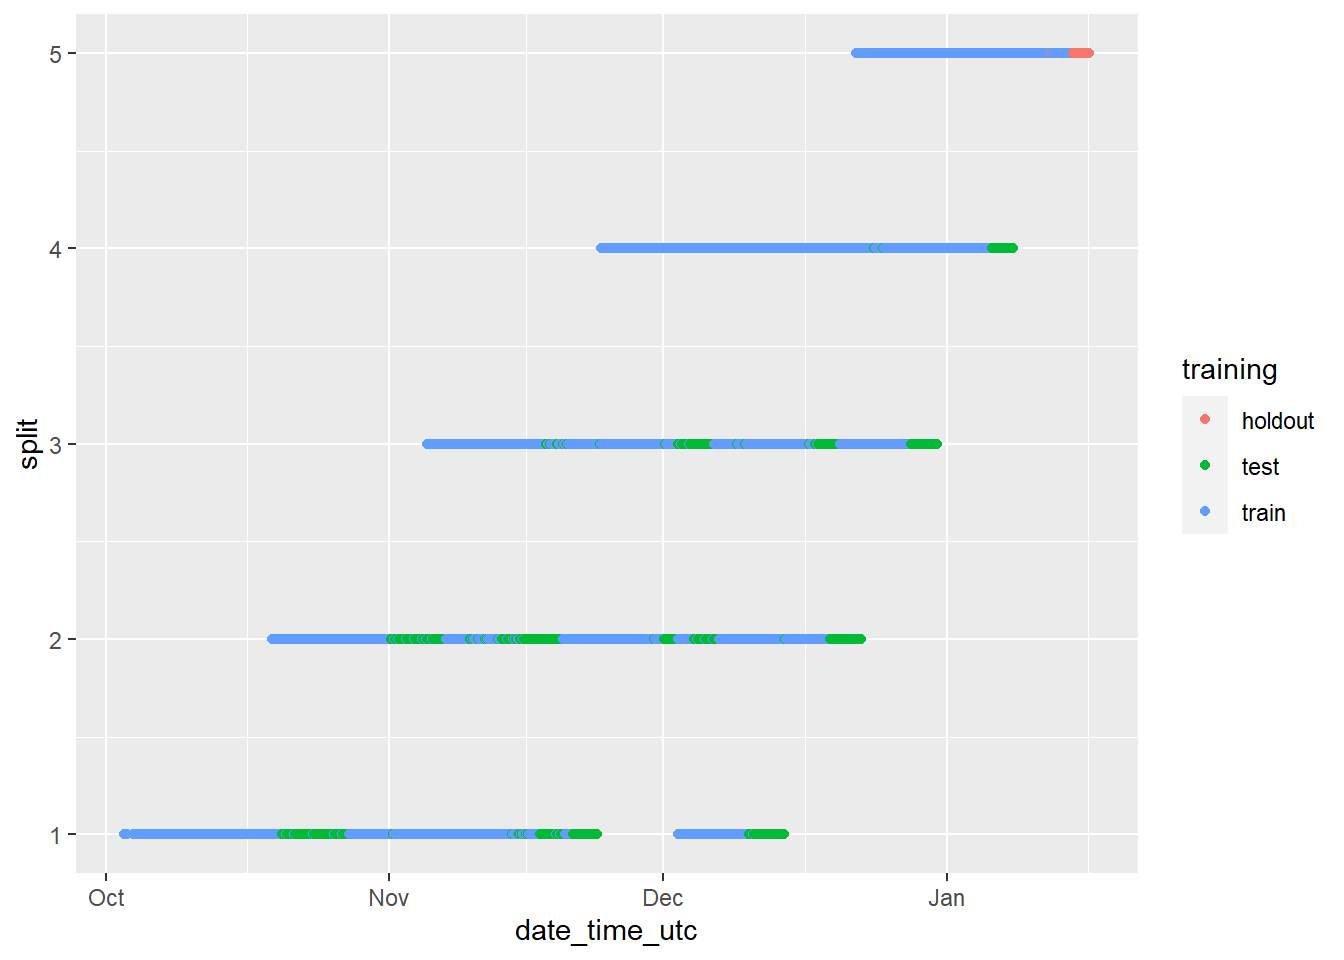 5
4
3
2
1
split
Oct Nov Dec Jan
date_time_utc
training
holdout
test
train